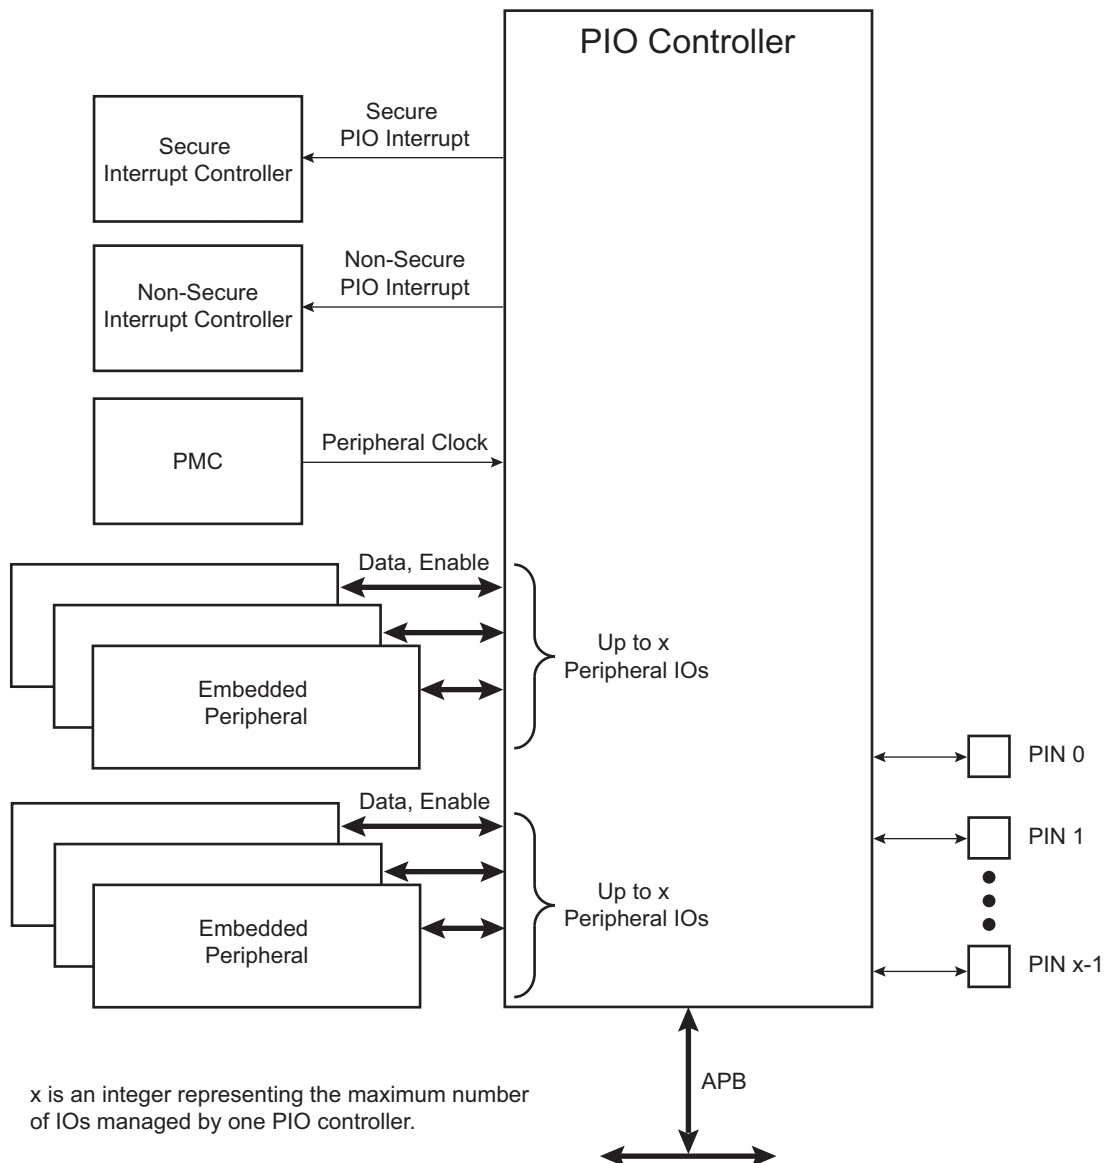 PIO Controller
Secure
PIO Interrupt
Secure
Interrupt Controller
Non-Secure
PIO Interrupt
Non-Secure
Interrupt Controller
Peripheral Clock
PMC
Data, Enable
Up to x
Peripheral IOs
Embedded
Peripheral
PIN 0
Data, Enable
PIN 1
Up to x
Peripheral IOs
Embedded
Peripheral
PIN x-1
APB
x is an integer representing the maximum number
of IOs managed by one PIO controller.